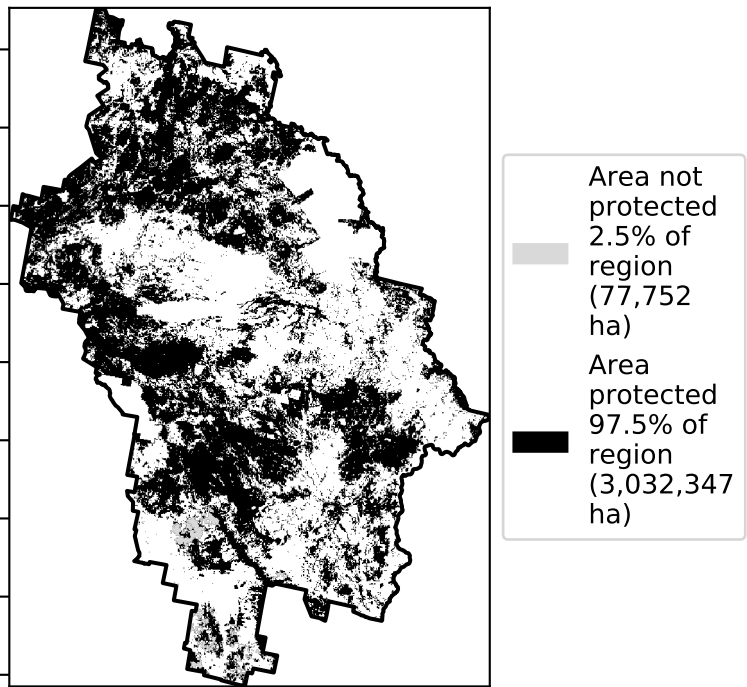 Area not
protected
2.5% of
region
(77,752
ha)
Area
protected
97.5% of
region
(3,032,347
ha)